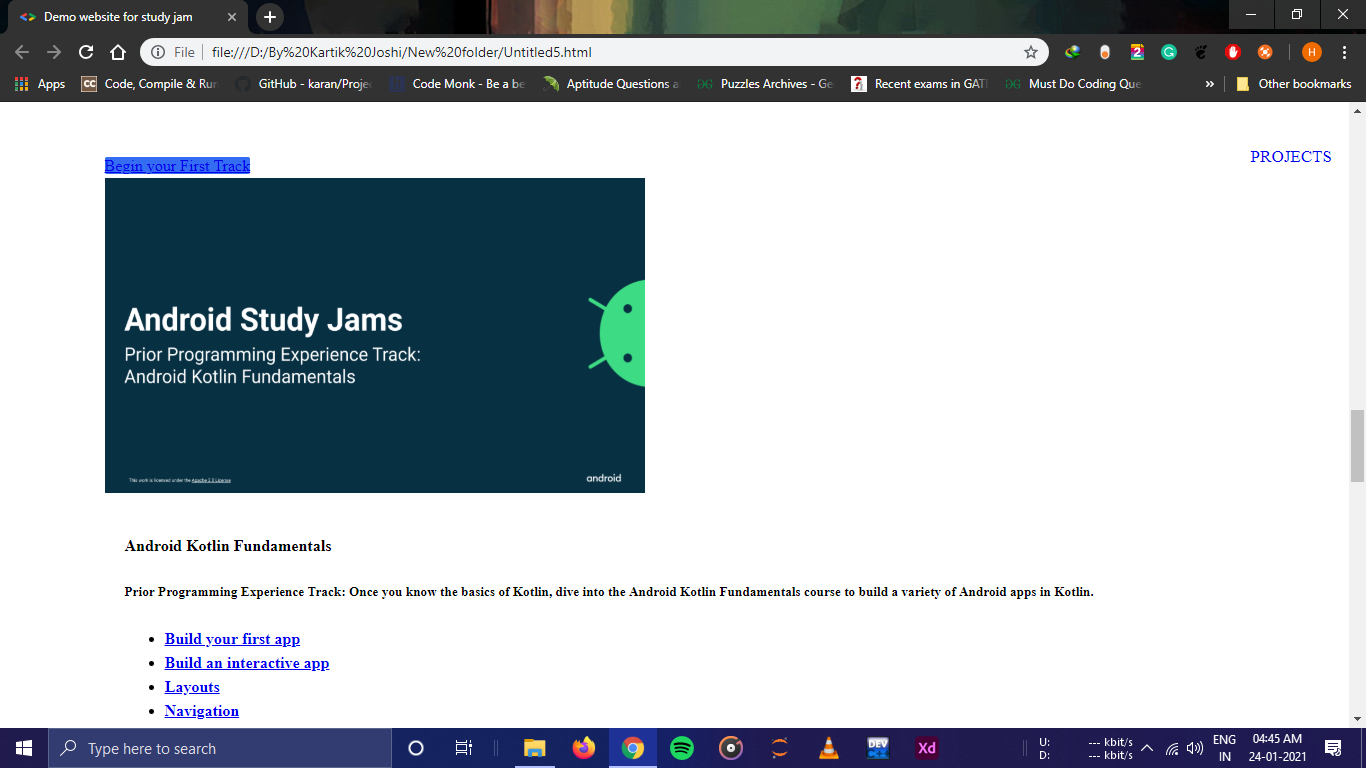 Demo website for study jam
File
file:///D:/By%20Kartik%20Joshi/New%20folder/Untitled5.html
H
Apps
CC
Code, Compile & Run
GitHub - karan/Projec
Code Monk - Be a be
Aptitude Questions a
Puzzles Archives - Ge
Recent exams in GATE
Must Do Coding Que
»
Other bookmarks
PROJECTS
Begin your First Track
Android Study Jams
Prior Programming Experience Track:
Android Kotlin Fundamentals
This work is licensed under the Apache 2.0 License
android
Android Kotlin Fundamentals
Prior Programming Experience Track: Once you know the basics of Kotlin, dive into the Android Kotlin Fundamentals course to build a variety of Android apps in Kotlin.
• Build your first app
• Build an interactive app
• Layouts
• Navigation
Type here to search
DEV
C++
Xd
U: --- kbit/s
D: --- kbit/s
ENG
IN
04:45 AM
24-01-2021